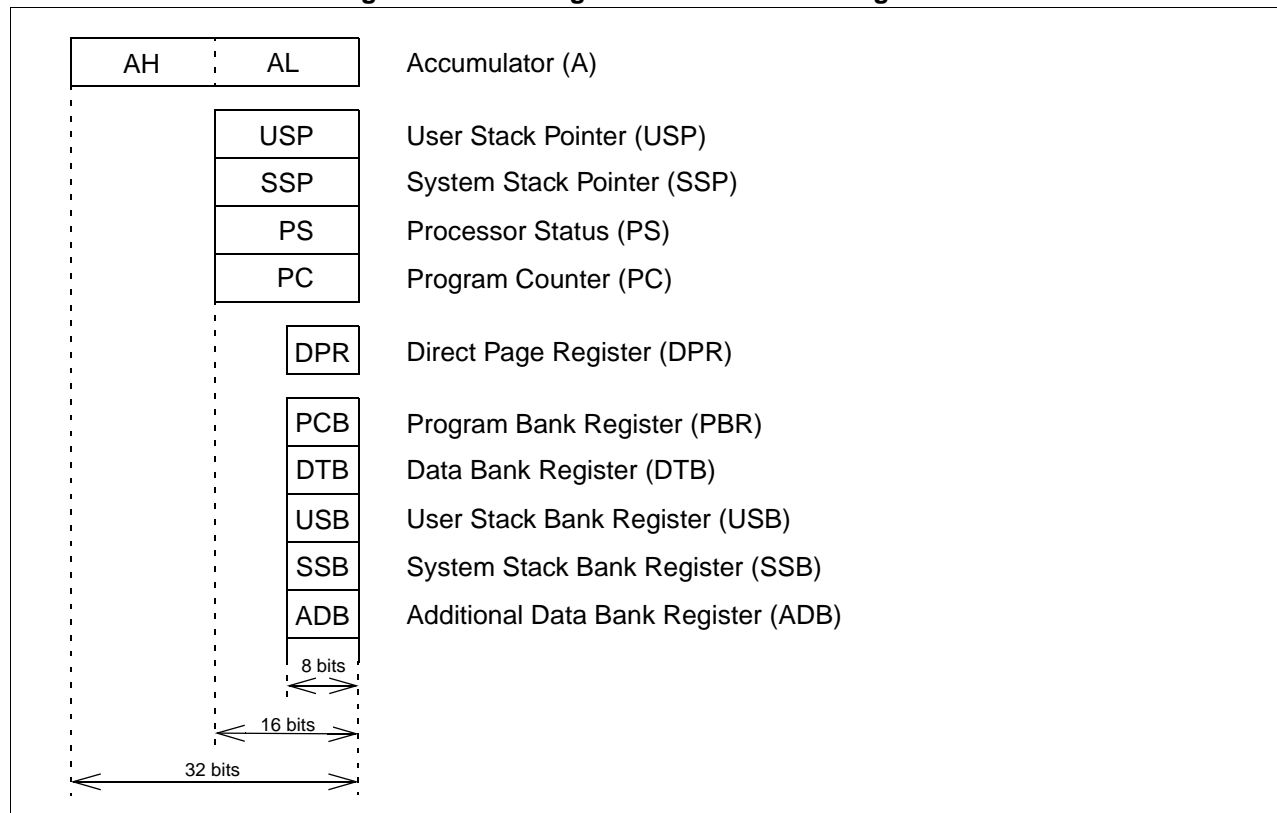 AH AL Accumulator (A)
USP User Stack Pointer (USP)
SSP System Stack Pointer (SSP)
PS Processor Status (PS)
PC Program Counter (PC)
DPR Direct Page Register (DPR)
PCB Program Bank Register (PBR)
DTB Data Bank Register (DTB)
USB User Stack Bank Register (USB)
SSB System Stack Bank Register (SSB)
ADB Additional Data Bank Register (ADB)
8 bits
16 bits
32 bits